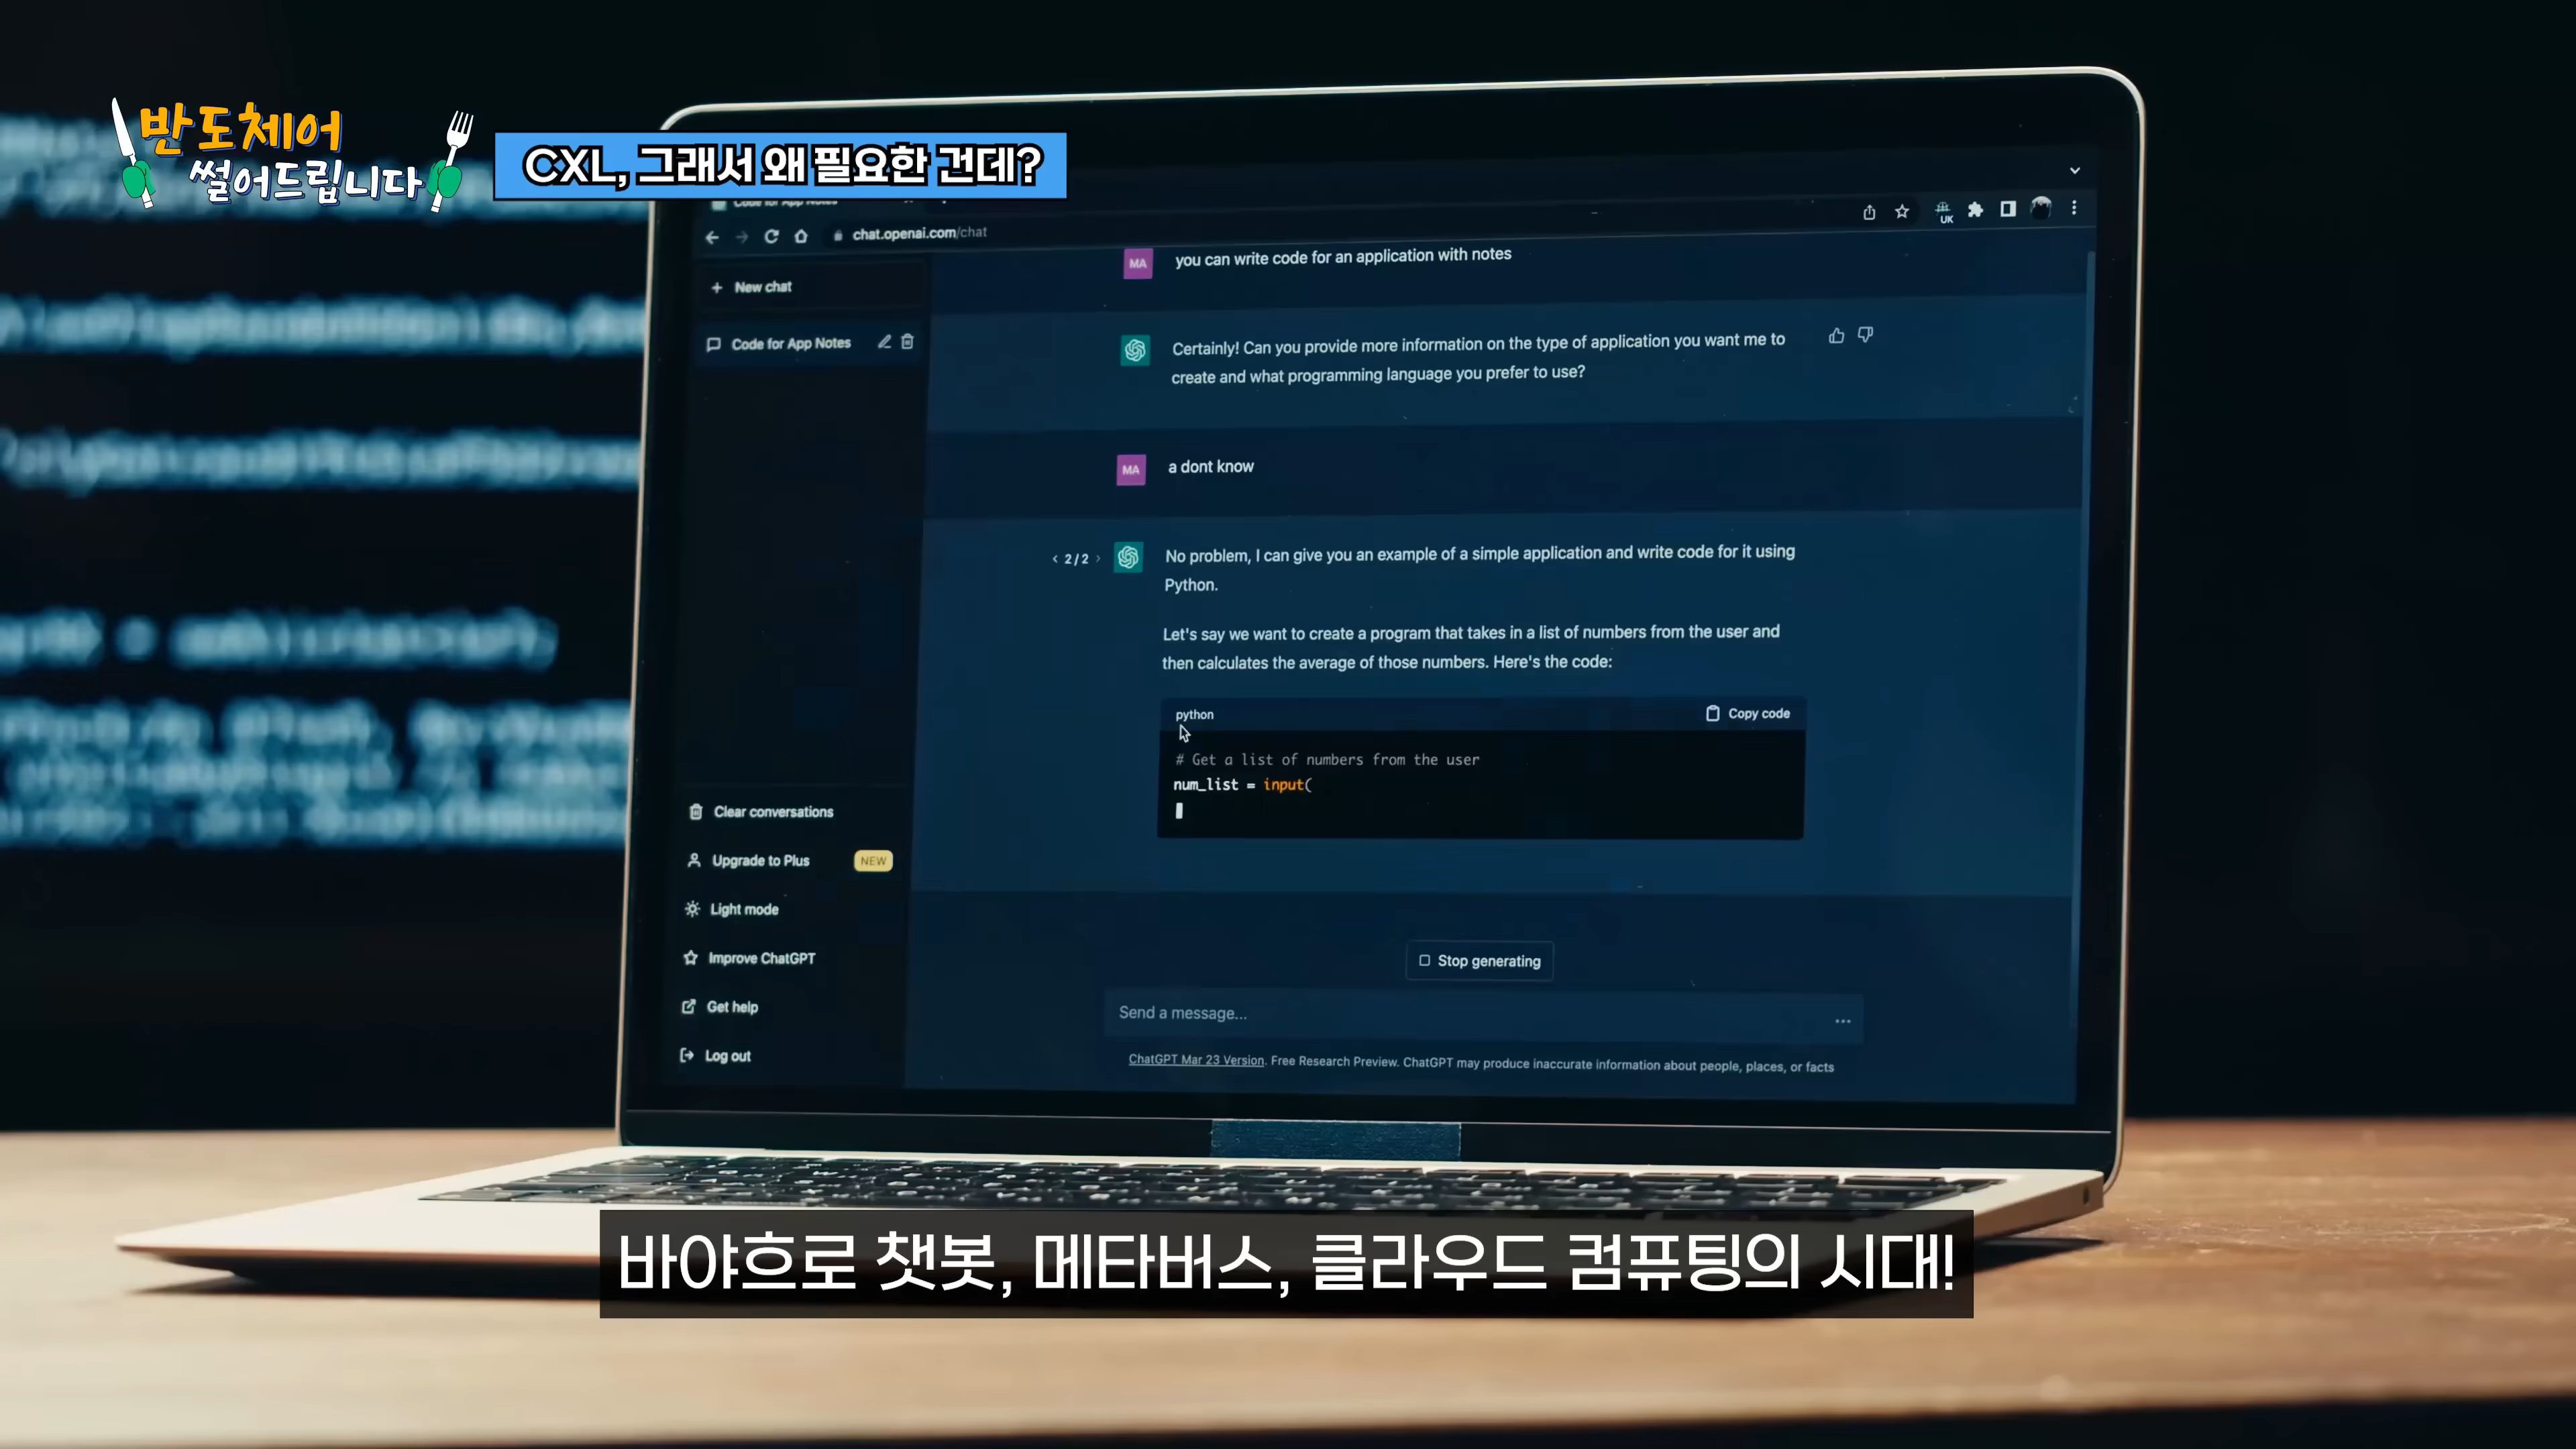 반도체어
썰어드립니다
CXL, 그래서 왜 필요한 건데?
Code for App Notes
chat.openai.com/chat
UK
New chat
Code for App Notes
MA
you can write code for an application with notes
Certainly! Can you provide more information on the type of application you want me to
create and what programming language you prefer to use?
MA
a dont know
< 2/2 >
No problem, I can give you an example of a simple application and write code for it using
Python.
Let's say we want to create a program that takes in a list of numbers from the user and
then calculates the average of those numbers. Here's the code:
python
Copy code
# Get a list of numbers from the user
num_list = input(
Clear conversations
Upgrade to Plus NEW
Light mode
Improve ChatGPT
Get help
Log out
Stop generating
Send a message...
ChatGPT Mar 23 Version. Free Research Preview. ChatGPT may produce inaccurate information about people, places, or facts
바야흐로 챗봇, 메타버스, 클라우드 컴퓨팅의 시대!